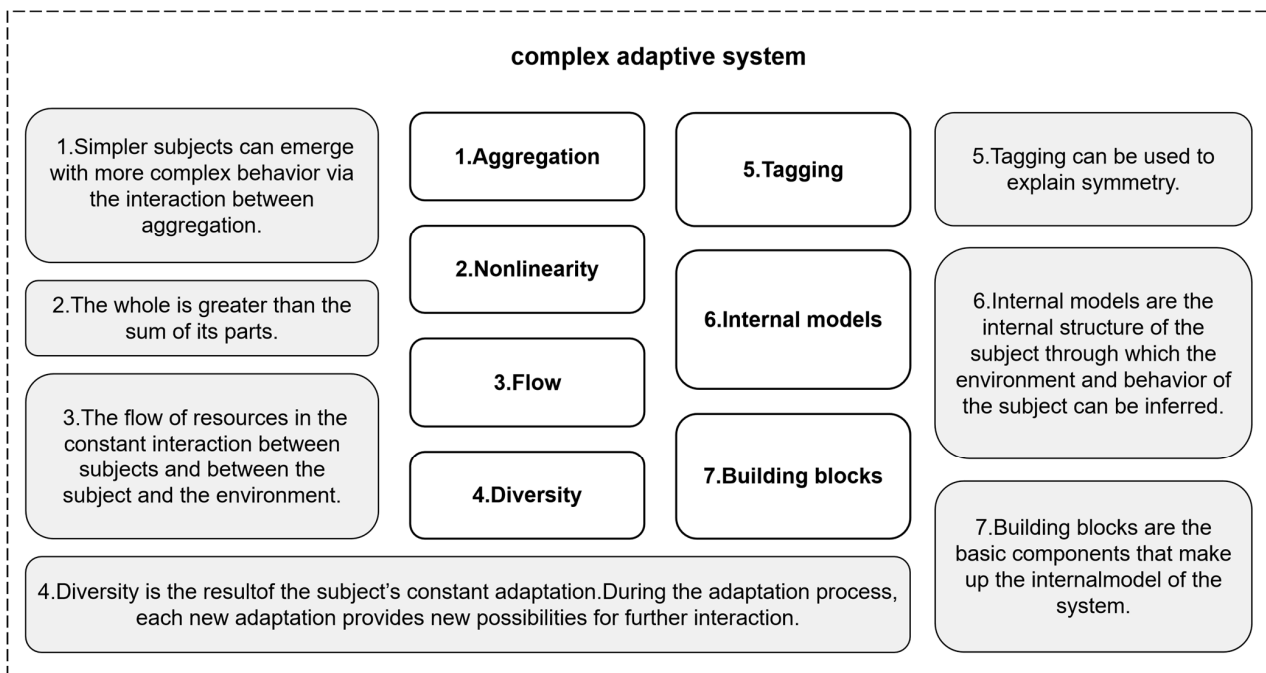 complex adaptive system
1.Simpler subjects can emerge
with more complex behavior via
the interaction between
aggregation.
2.The whole is greater than the
sum of its parts.
3.The flow of resources in the
constant interaction between
subjects and between the
subject and the environment.
1.Aggregation
2.Nonlinearity
3.Flow
4.Diversity
5.Tagging
6.Internal models
7.Building blocks
5.Tagging can be used to
explain symmetry.
6.Internal models are the
internal structure of the
subject through which the
environment and behavior of
the subject can be inferred.
7.Building blocks are the
basic components that make
up the internalmodel of the
system.
4.Diversity is the resultof the subject’s constant adaptation.During the adaptation process,
each new adaptation provides new possibilities for further interaction.